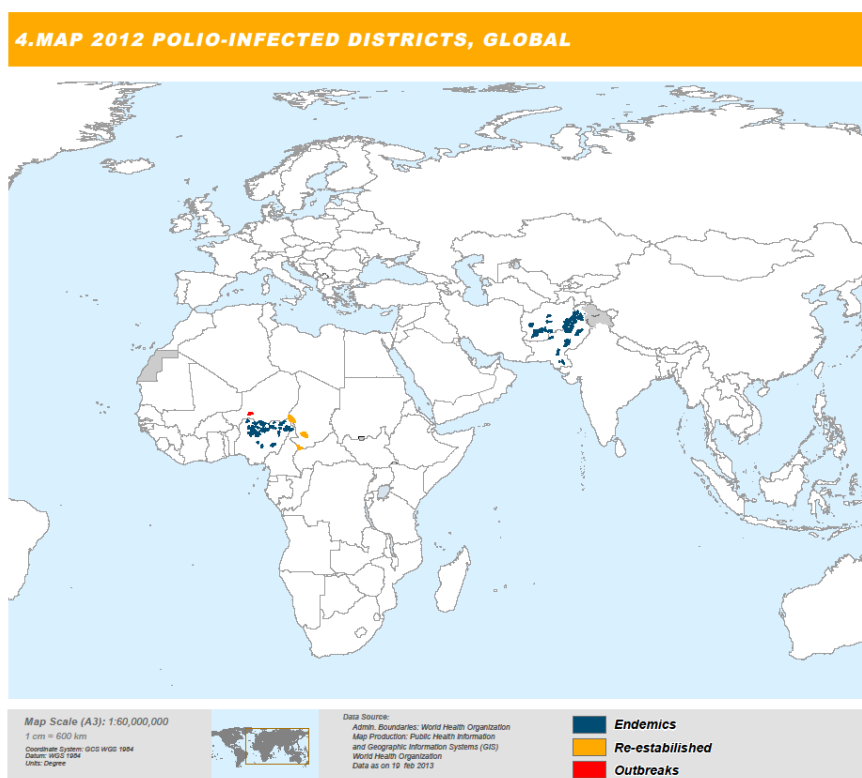 4.MAP 2012 POLIO-INFECTED DISTRICTS, GLOBAL
Map Scale (A3): 1:60,000,000
1 cm = 600 km
Coordinate System: GCS WGS 1984
Datum: WGS 1984
Units: Degree
Data Source:
Admin. Boundaries: World Health Organization
Map Production: Public Health Information
and Geographic Information Systems (GIS)
World Health Organization
Data as on 19 feb 2013
Endemics
Re-established
Outbreaks